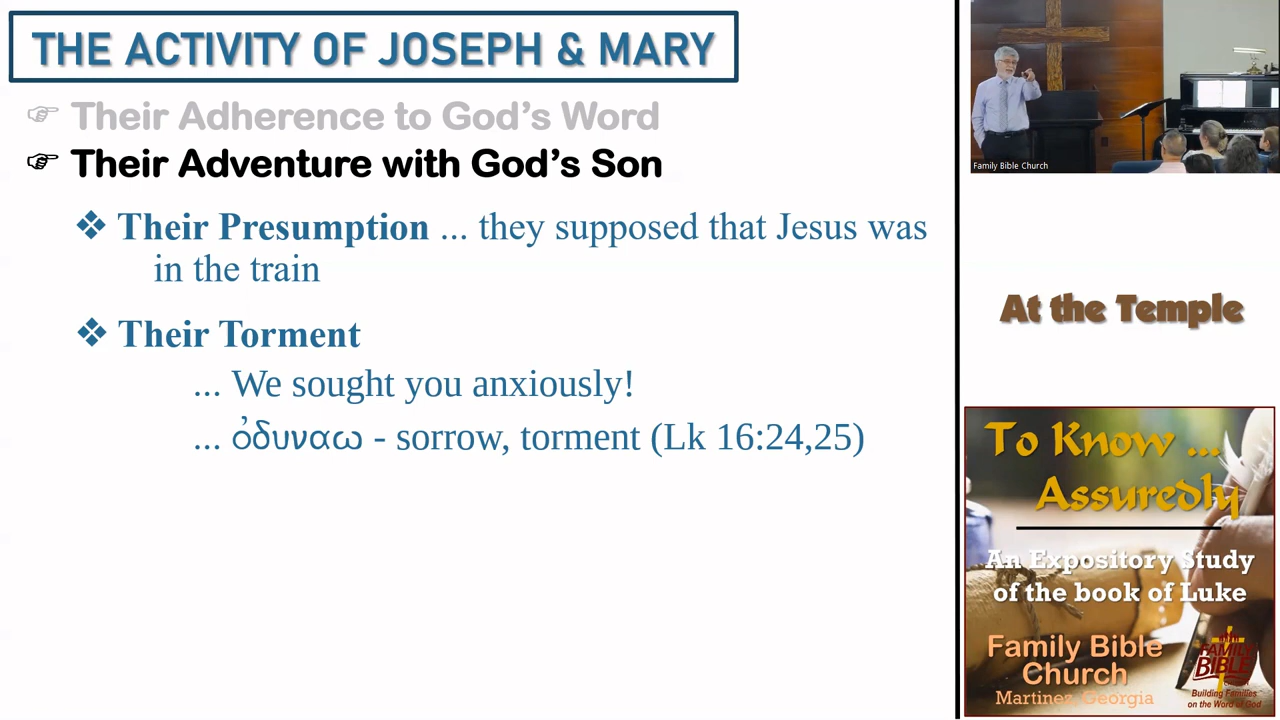 THE ACTIVITY OF JOSEPH & MARY
Their Adherence to God's Word
Their Adventure with God's Son
Their Presumption ... they supposed that Jesus was
in the train
Their Torment
... We sought you anxiously!
... ὀδυναω - sorrow, torment (Lk 16:24,25)
Family Bible Church
At the Temple
To Know ...
Assuredly
An Expository Study
of the book of Luke
Family Bible
Church
Martinez, Georgia
FAMILY
BIBLE
Building Families
on the Word of God